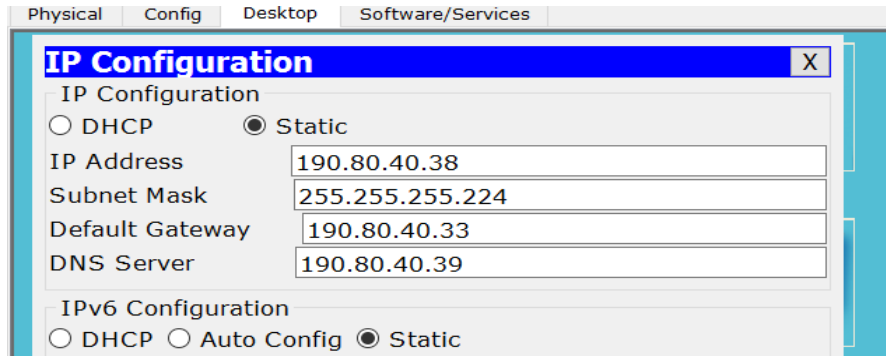 Physical Config Desktop Software/Services
IP Configuration X
IP Configuration
DHCP Static
IP Address 190.80.40.38
Subnet Mask 255.255.255.224
Default Gateway 190.80.40.33
DNS Server 190.80.40.39
IPv6 Configuration
DHCP Auto Config Static